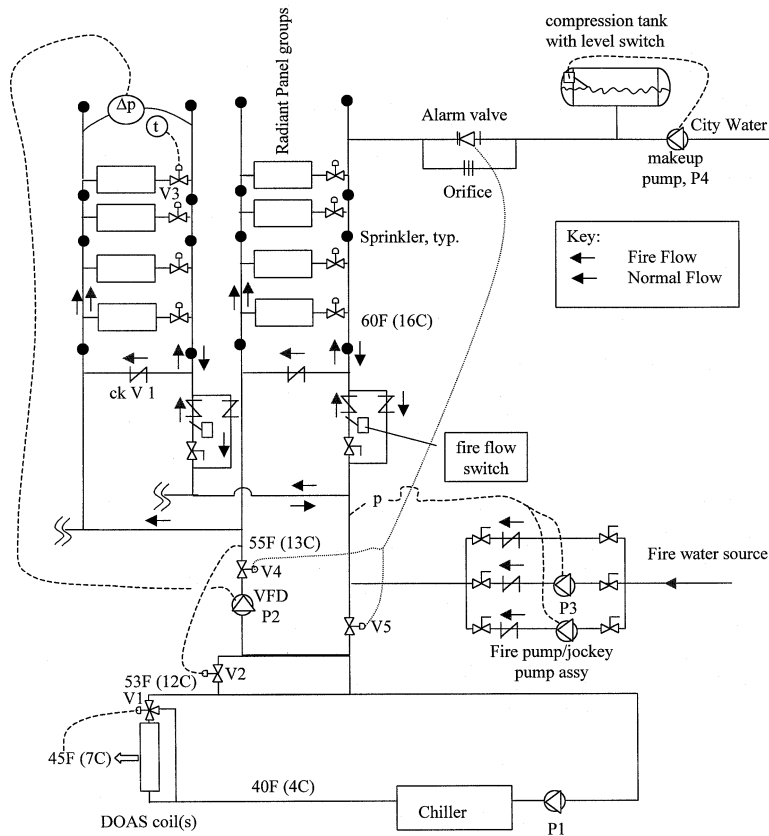 compression tank
with level switch
Radiant Panel groups
Δp
t
Alarm valve
City Water
makeup
pump, P4
V3
Orifice
Sprinkler, typ.
Key:
Fire Flow
Normal Flow
60F (16C)
ck V 1
fire flow
switch
p
55F (13C)
Fire water source
V4
VFD
P2
P3
V5
Fire pump/jockey
pump assy
V2
53F (12C)
V1
45F (7C)
40F (4C)
Chiller
DOAS coil(s)
P1